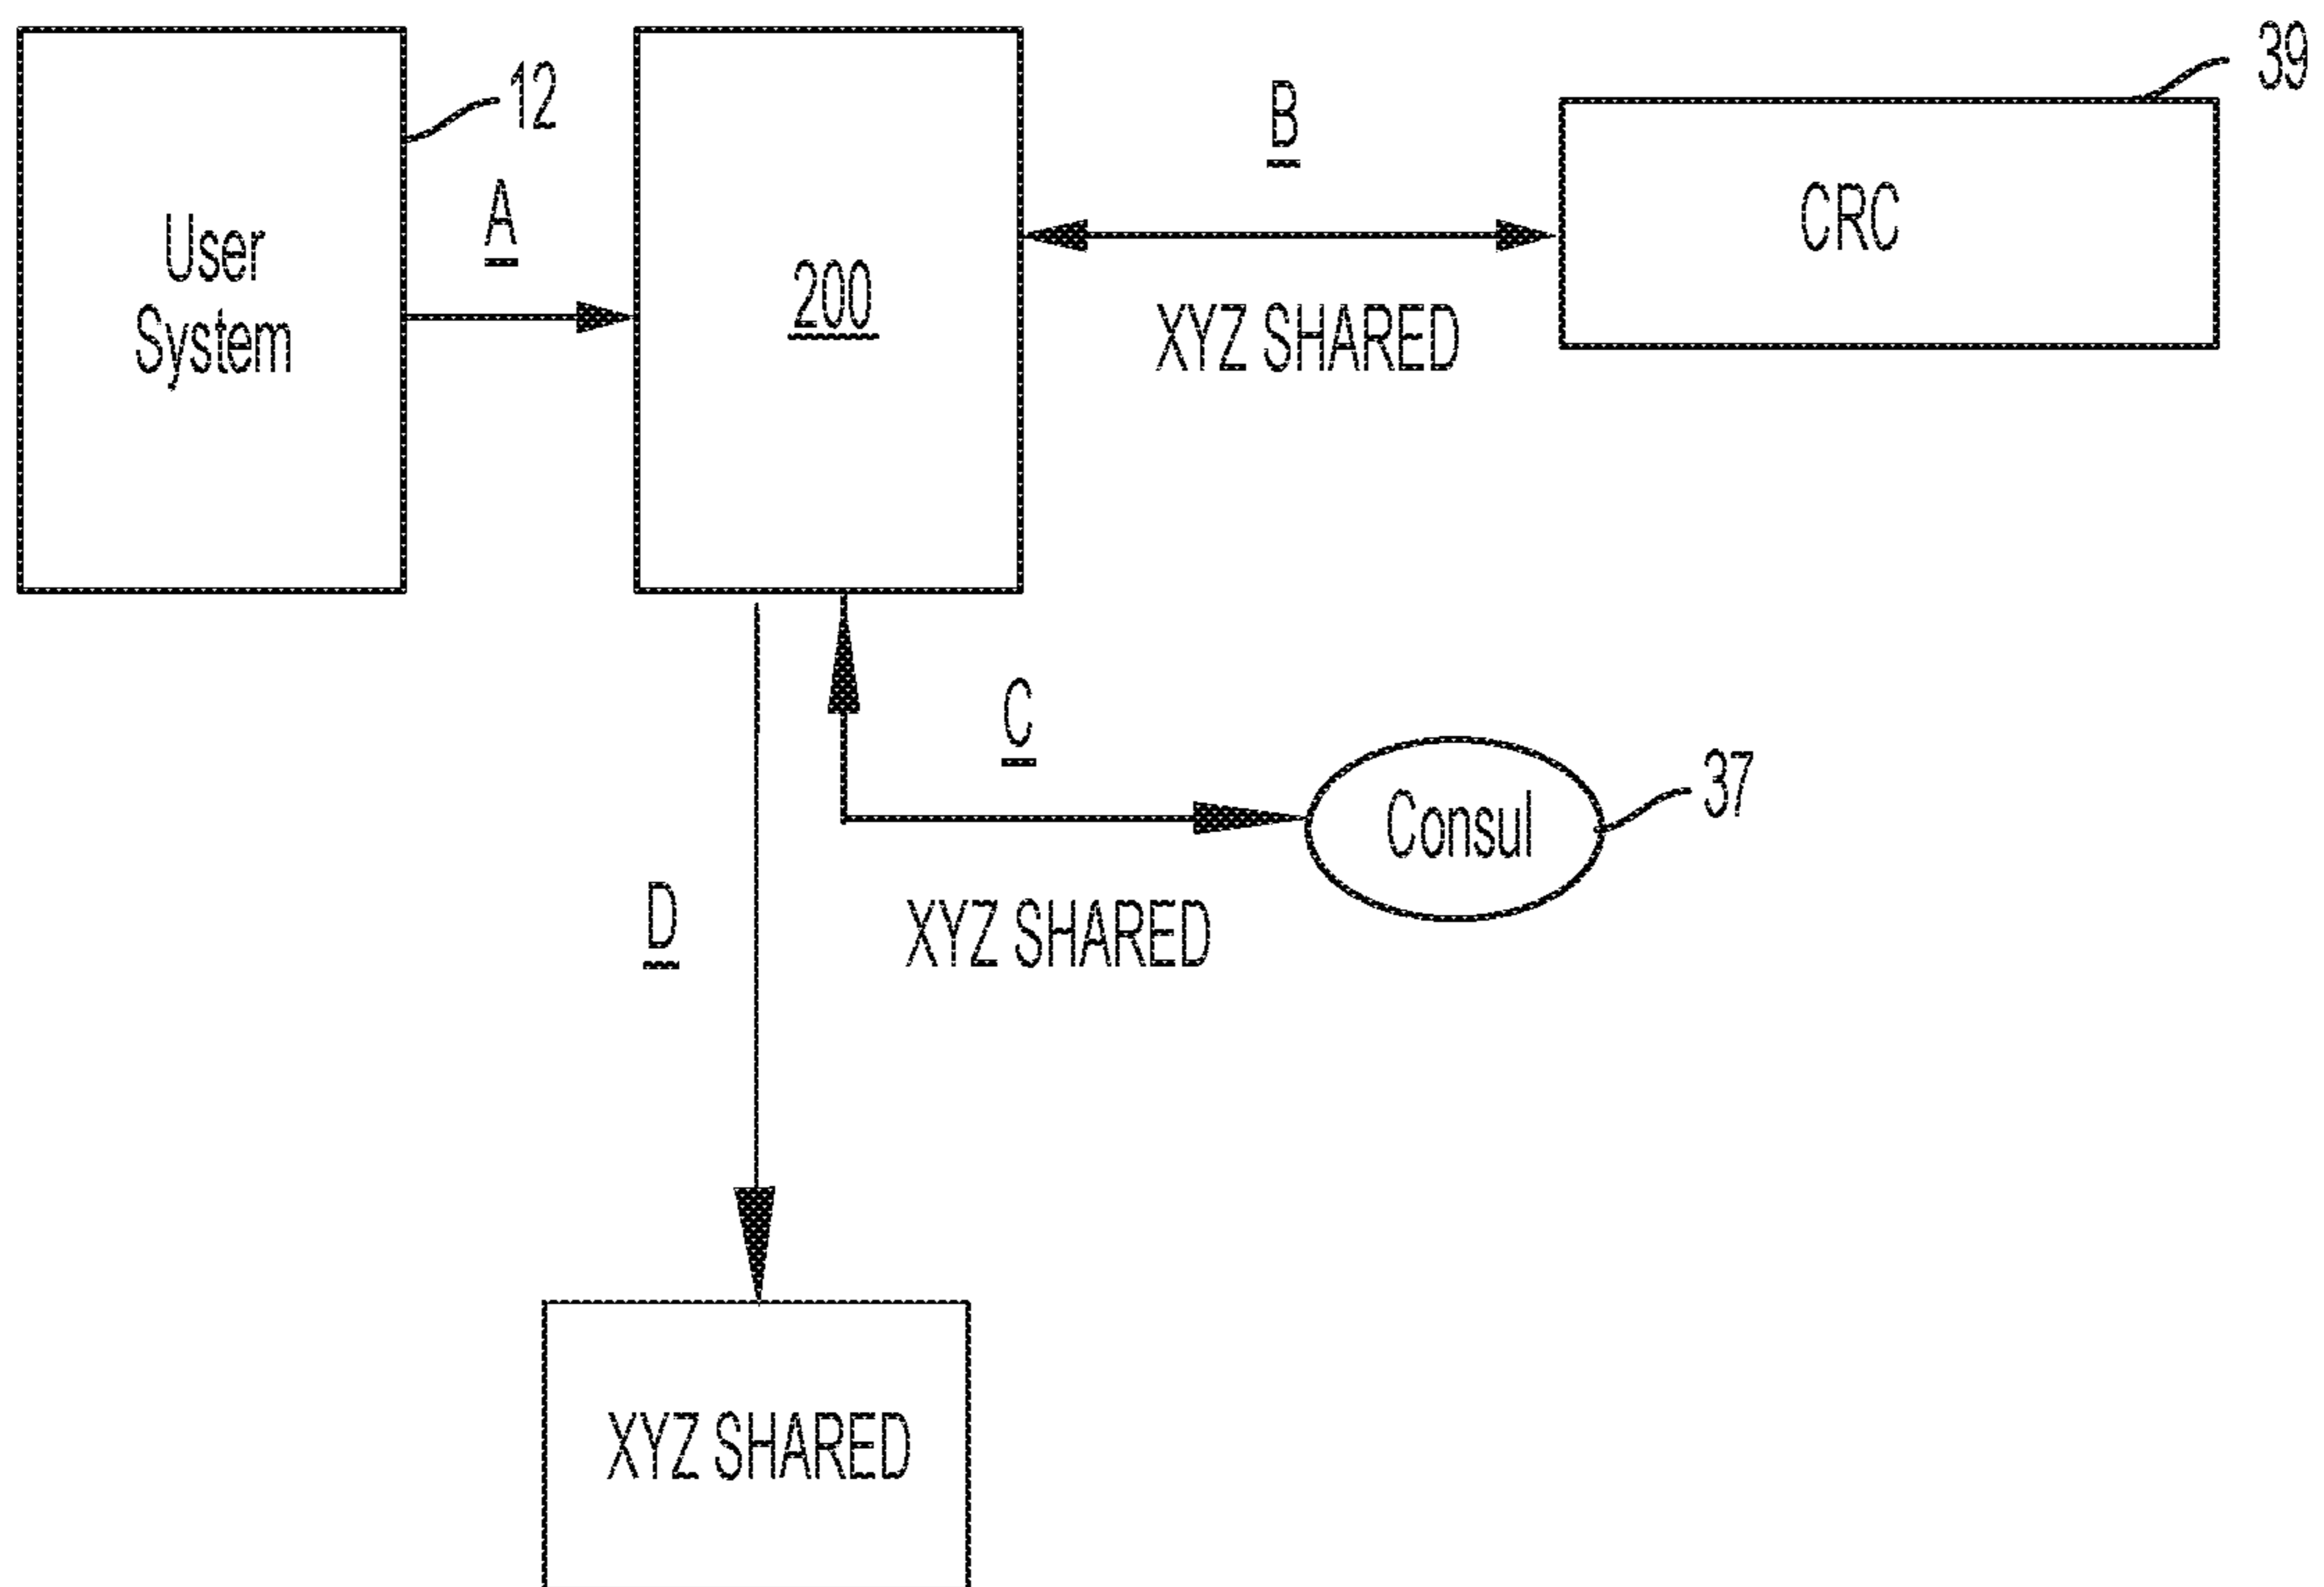 User
System
12
A
200
B
XYZ SHARED
CRC
39
C
XYZ SHARED
Consul
37
D
XYZ SHARED